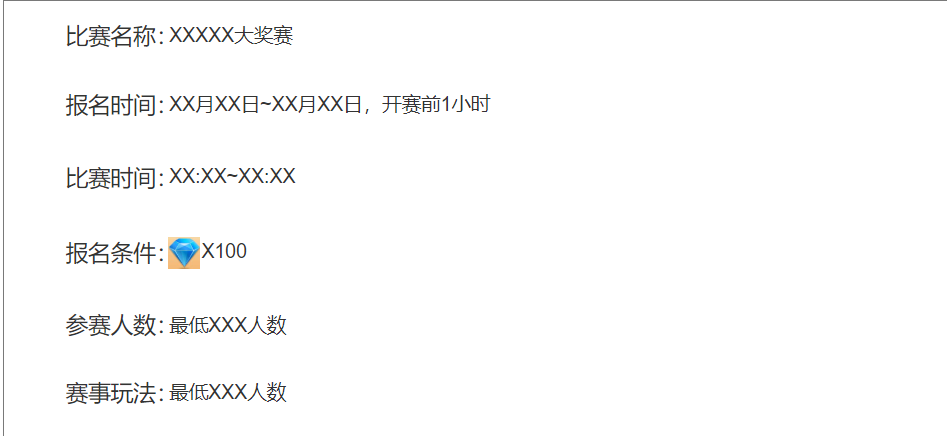 比赛名称：XXXXX大奖赛
报名时间：XX月XX日~XX月XX日，开赛前1小时
比赛时间：XX:XX~XX:XX
报名条件：X100
参赛人数：最低XXX人数
赛事玩法：最低XXX人数